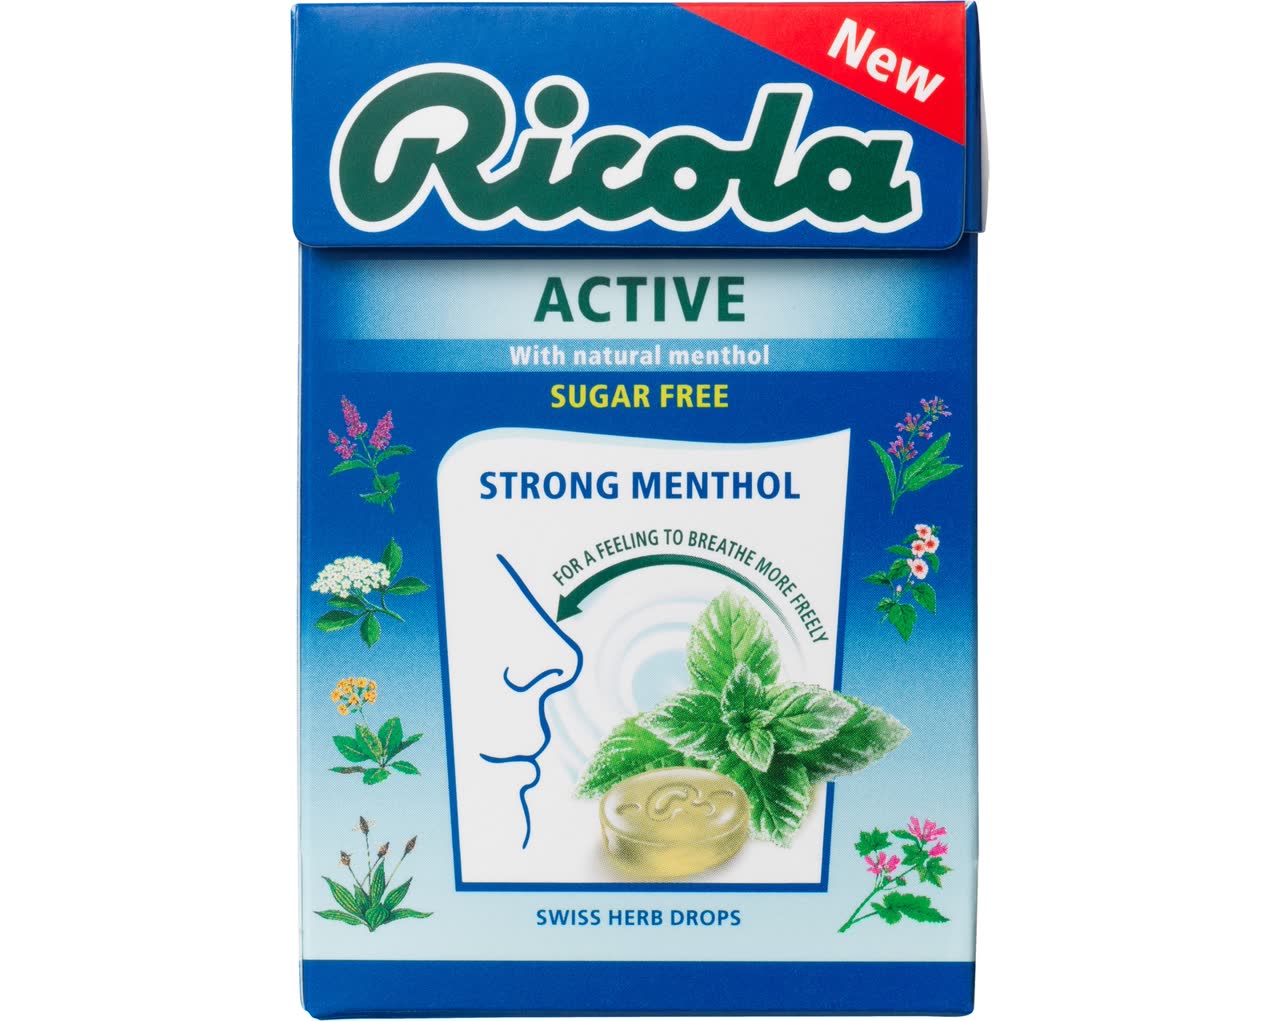 New
Ricola
ACTIVE
With natural menthol
SUGAR FREE
STRONG MENTHOL
FOR A FEELING TO BREATHE MORE FREELY
SWISS HERB DROPS